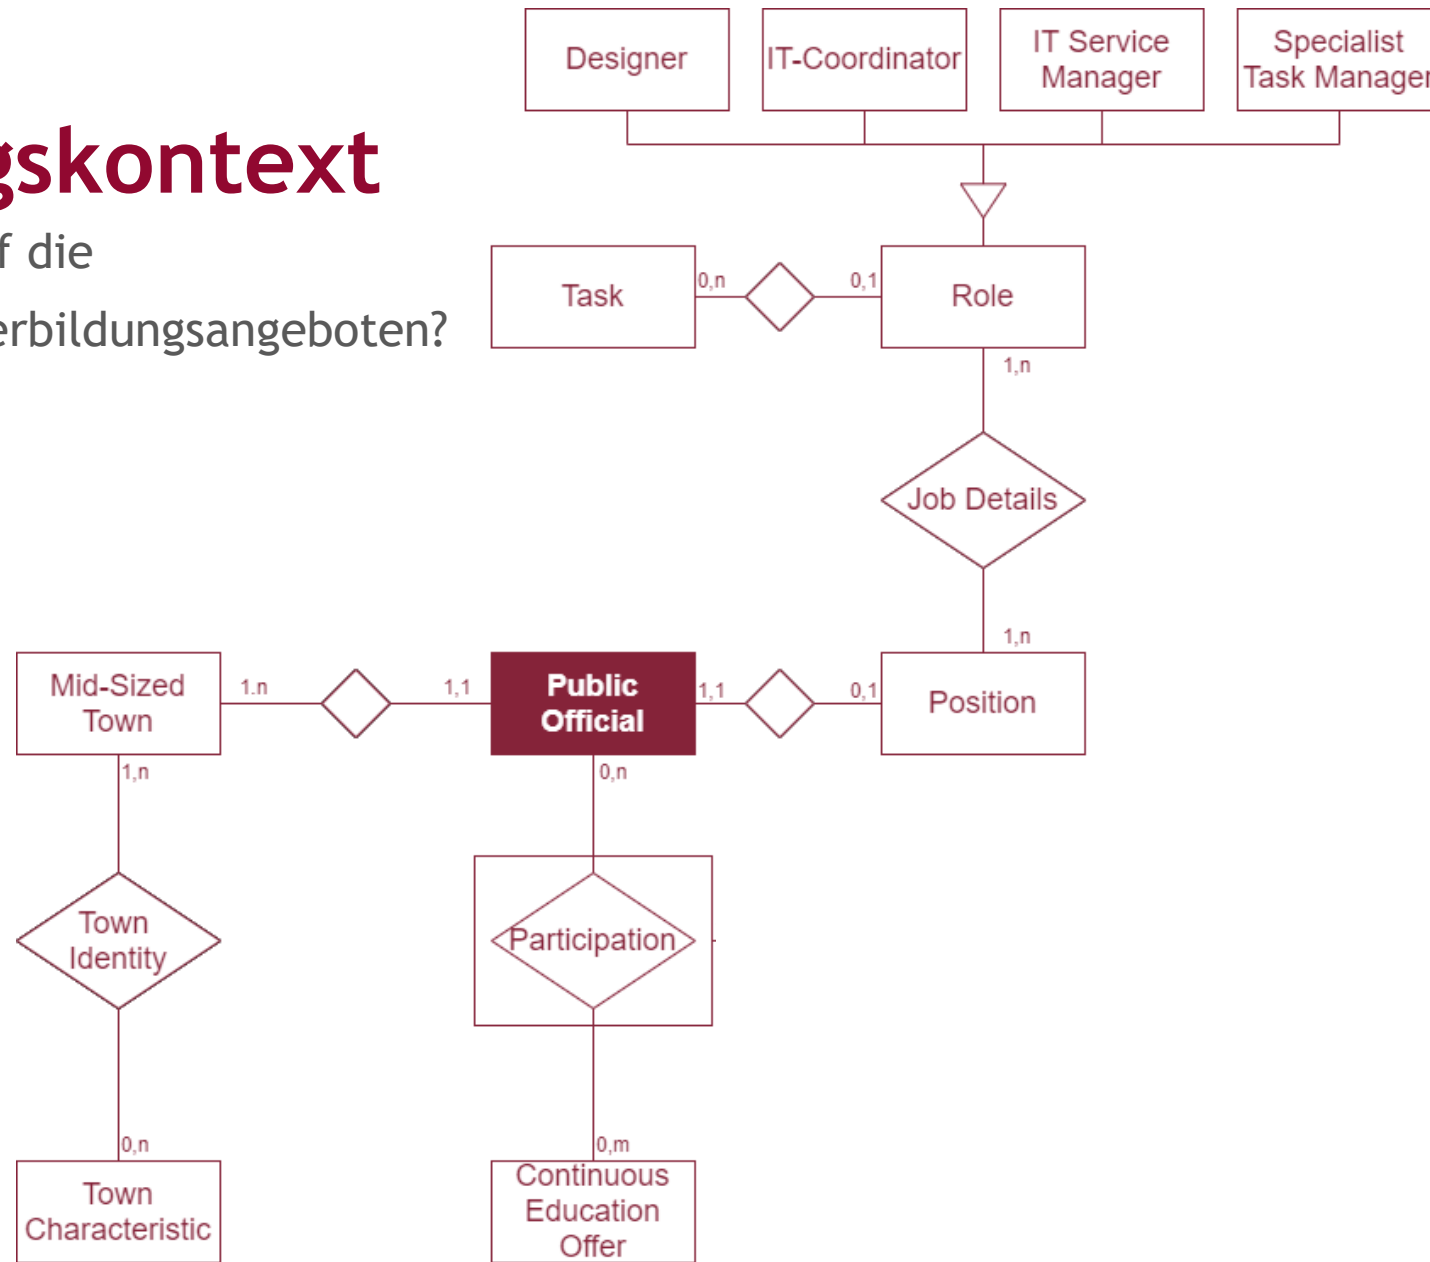 Designer
IT-Coordinator
IT Service
Manager
Specialist
Task Manager
gskontext
f die
erbildungsangeboten?
Task
0,n
0,1
Role
1,n
Job Details
1,n
Mid-Sized
Town
1.n
1,1
Public
Official
1,1
0,1
Position
1,n
0,n
Town
Identity
Participation
0,n
0,m
Town
Characteristic
Continuous
Education
Offer